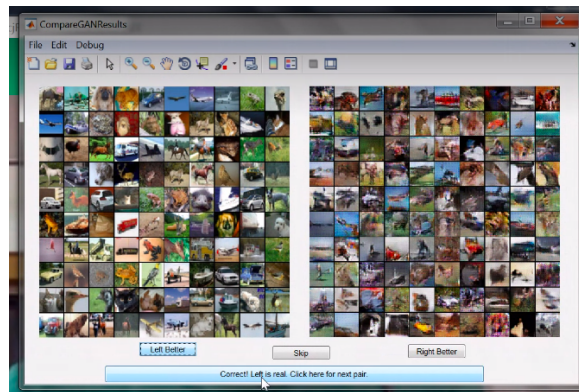 CompareGANResults
File Edit Debug
Left Better
Skip
Right Better
Correct! Left is real. Click here for next pair.